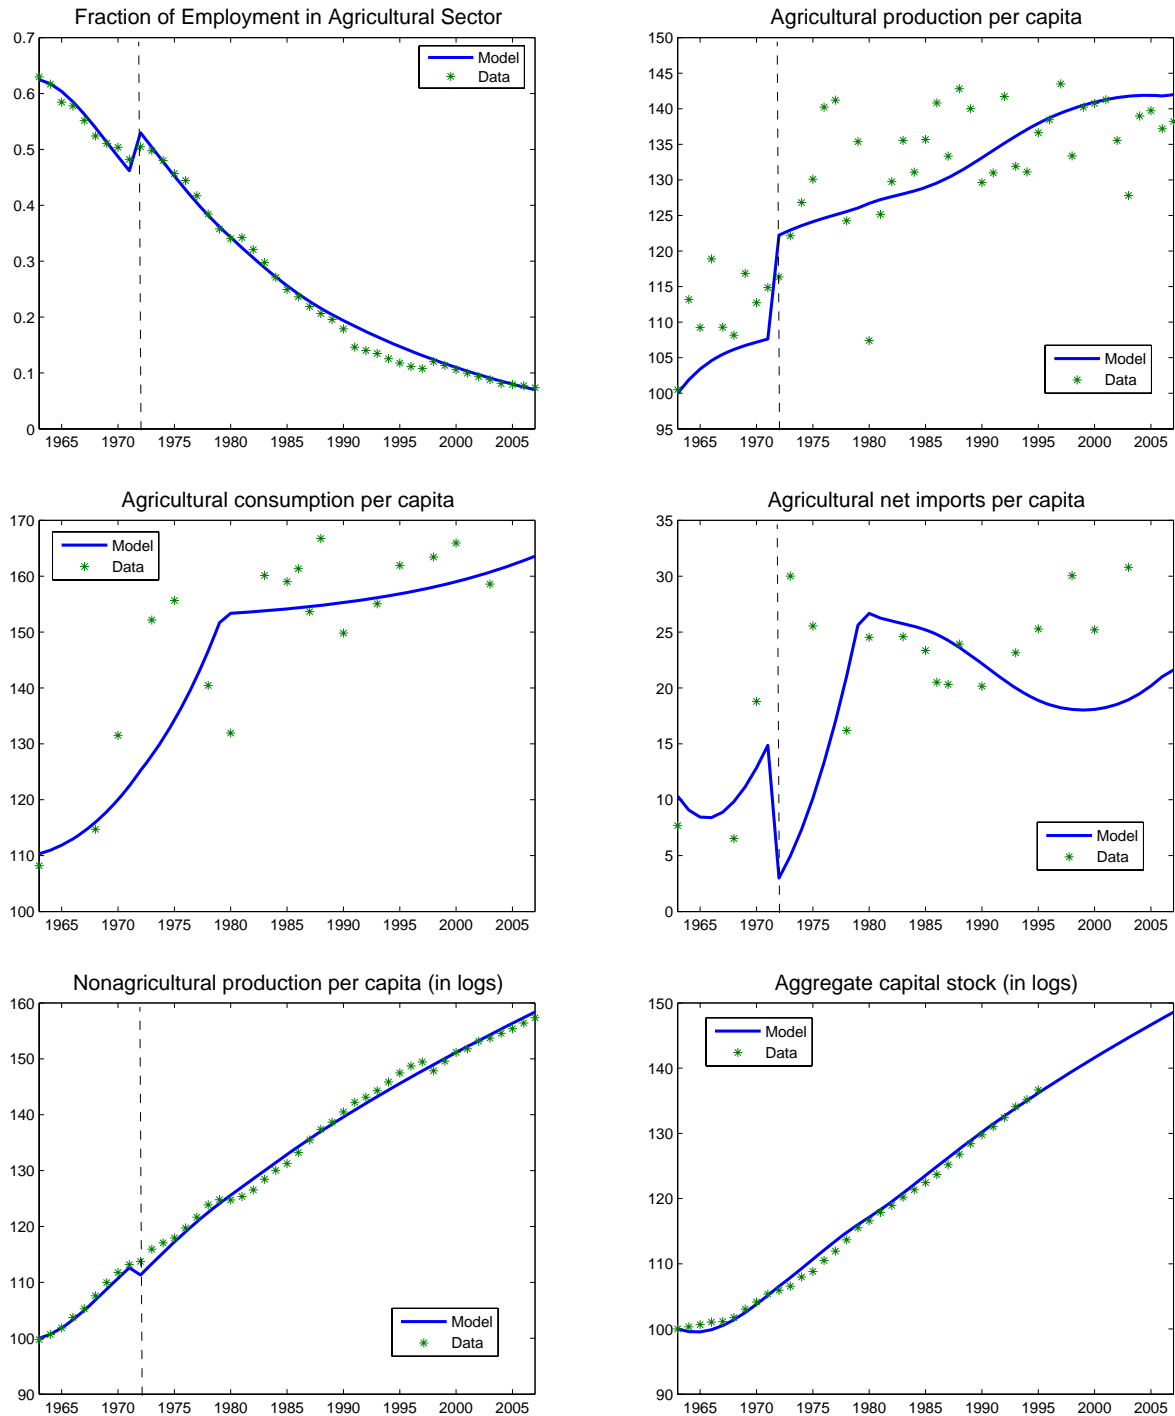 Fraction of Employment in Agricultural Sector
0.7
0.6
0.5
0.4
0.3
0.2
0.1
0
1965 1970 1975 1980 1985 1990 1995 2000 2005
Model
Data
Agricultural production per capita
150
145
140
135
130
125
120
115
110
105
100
95
1965 1970 1975 1980 1985 1990 1995 2000 2005
Model
Data
Agricultural consumption per capita
170
160
150
140
130
120
110
100
1965 1970 1975 1980 1985 1990 1995 2000 2005
Model
Data
Agricultural net imports per capita
35
30
25
20
15
10
5
0
1965 1970 1975 1980 1985 1990 1995 2000 2005
Model
Data
Nonagricultural production per capita (in logs)
160
150
140
130
120
110
100
90
1965 1970 1975 1980 1985 1990 1995 2000 2005
Model
Data
Aggregate capital stock (in logs)
150
140
130
120
110
100
90
1965 1970 1975 1980 1985 1990 1995 2000 2005
Model
Data